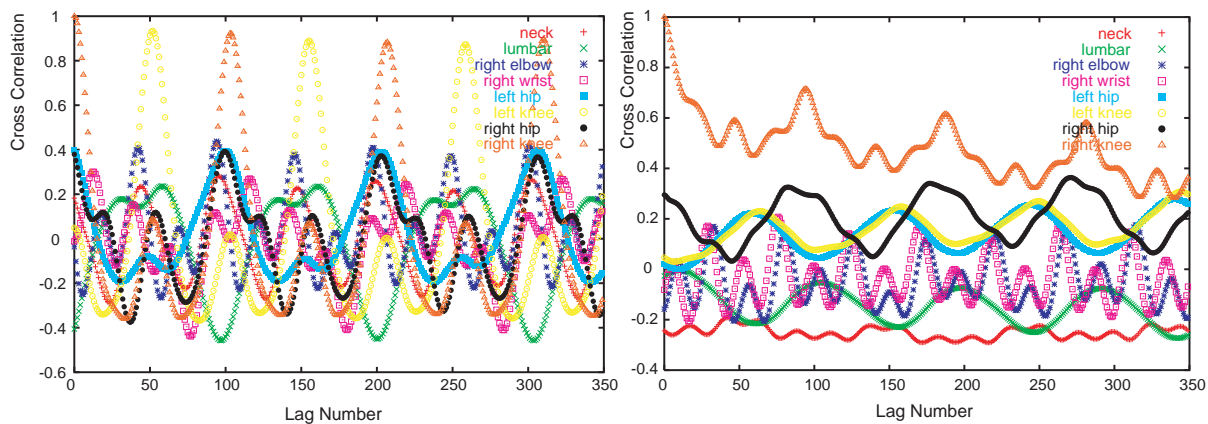 1
0.8
0.6
0.4
0.2
0
-0.2
-0.4
-0.6
Cross Correlation
neck
lumbar
right elbow
right wrist
left hip
left knee
right hip
right knee
0 50 100 150 200 250 300 350
Lag Number
1
0.8
0.6
0.4
0.2
0
-0.2
-0.4
Cross Correlation
neck
lumbar
right elbow
right wrist
left hip
left knee
right hip
right knee
0 50 100 150 200 250 300 350
Lag Number